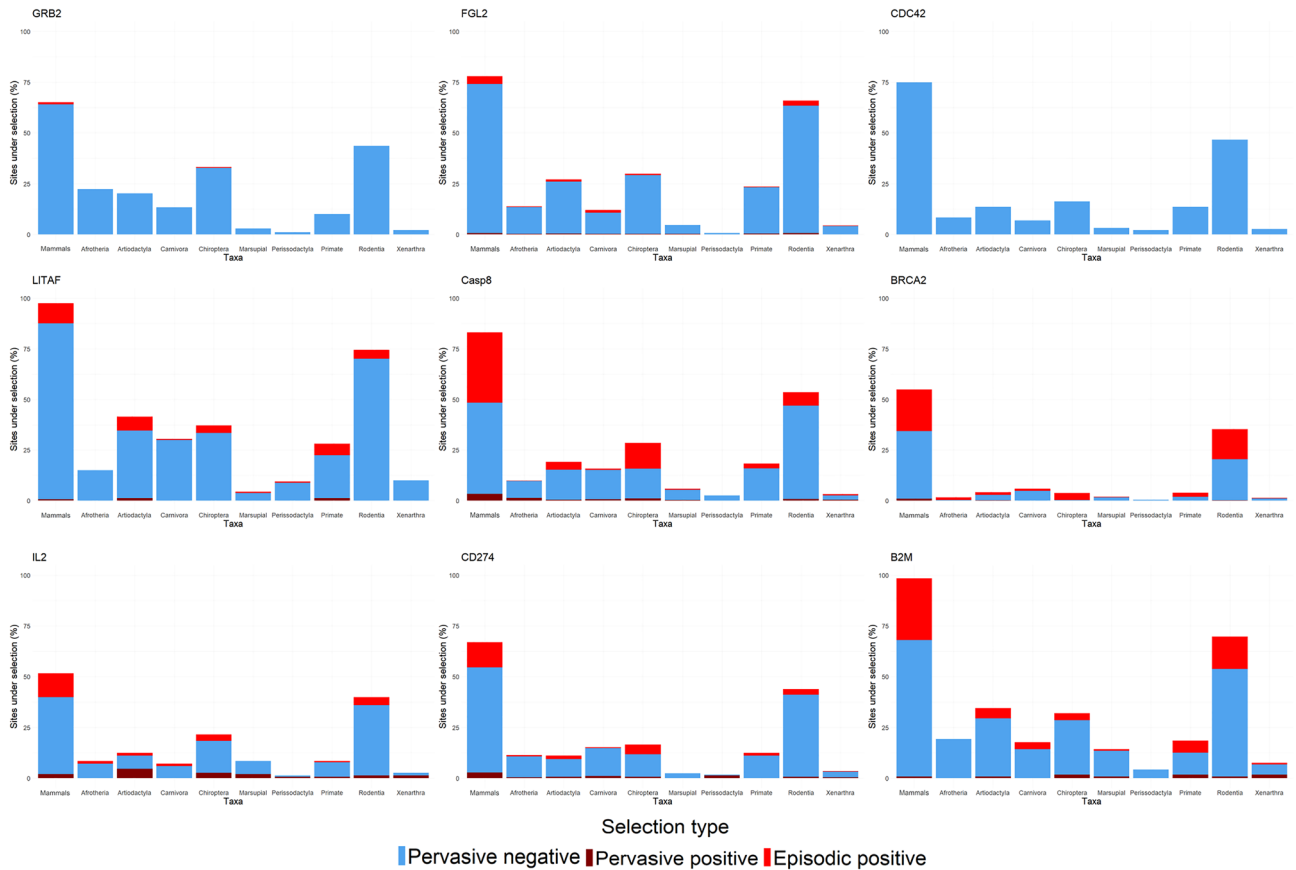 GRB2
FGL2
CDC42
100
75
50
25
0
Sites under selection (%)
Mammals Afrotheria Artiodactyla Carnivora Chiroptera Marsupial Perissodactyla Primate Rodentia Xenarthra
Taxa
100
75
50
25
0
Sites under selection (%)
Mammals Afrotheria Artiodactyla Carnivora Chiroptera Marsupial Perissodactyla Primate Rodentia Xenarthra
Taxa
100
75
50
25
0
Sites under selection (%)
Mammals Afrotheria Artiodactyla Carnivora Chiroptera Marsupial Perissodactyla Primate Rodentia Xenarthra
Taxa
LITAF
Casp8
BRCA2
100
75
50
25
0
Sites under selection (%)
Mammals Afrotheria Artiodactyla Carnivora Chiroptera Marsupial Perissodactyla Primate Rodentia Xenarthra
Taxa
100
75
50
25
0
Sites under selection (%)
Mammals Afrotheria Artiodactyla Carnivora Chiroptera Marsupial Perissodactyla Primate Rodentia Xenarthra
Taxa
100
75
50
25
0
Sites under selection (%)
Mammals Afrotheria Artiodactyla Carnivora Chiroptera Marsupial Perissodactyla Primate Rodentia Xenarthra
Taxa
IL2
CD274
B2M
100
75
50
25
0
Sites under selection (%)
Mammals Afrotheria Artiodactyla Carnivora Chiroptera Marsupial Perissodactyla Primate Rodentia Xenarthra
Taxa
100
75
50
25
0
Sites under selection (%)
Mammals Afrotheria Artiodactyla Carnivora Chiroptera Marsupial Perissodactyla Primate Rodentia Xenarthra
Taxa
100
75
50
25
0
Sites under selection (%)
Mammals Afrotheria Artiodactyla Carnivora Chiroptera Marsupial Perissodactyla Primate Rodentia Xenarthra
Taxa
Selection type
Pervasive negative Pervasive positive Episodic positive